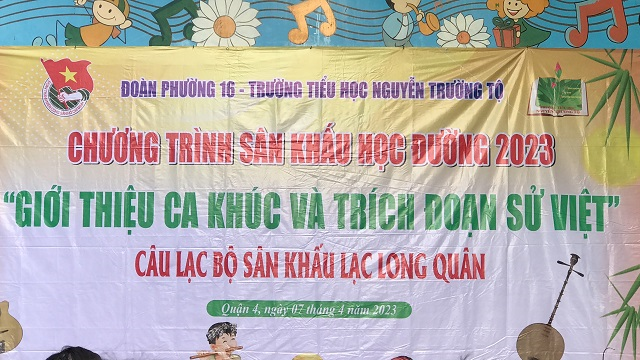 ĐOÀN PHƯỜNG 16 - TRƯỜNG TIỂU HỌC NGUYỄN TRƯỜNG TỘ
CHƯƠNG TRÌNH SÂN KHẤU HỌC ĐƯỜNG 2023
"GIỚI THIỆU CA KHÚC VÀ TRÍCH ĐOẠN SỬ VIỆT"
CÂU LẠC BỘ SÂN KHẤU LẠC LONG QUÂN
Quận 4, ngày 07 tháng 4 năm 2023